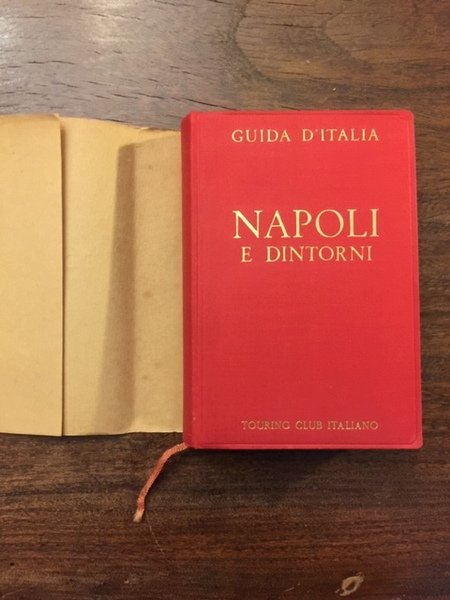 GUIDA D'ITALIA
NAPOLI
E DINTORNI
TOURING CLUB ITALIANO